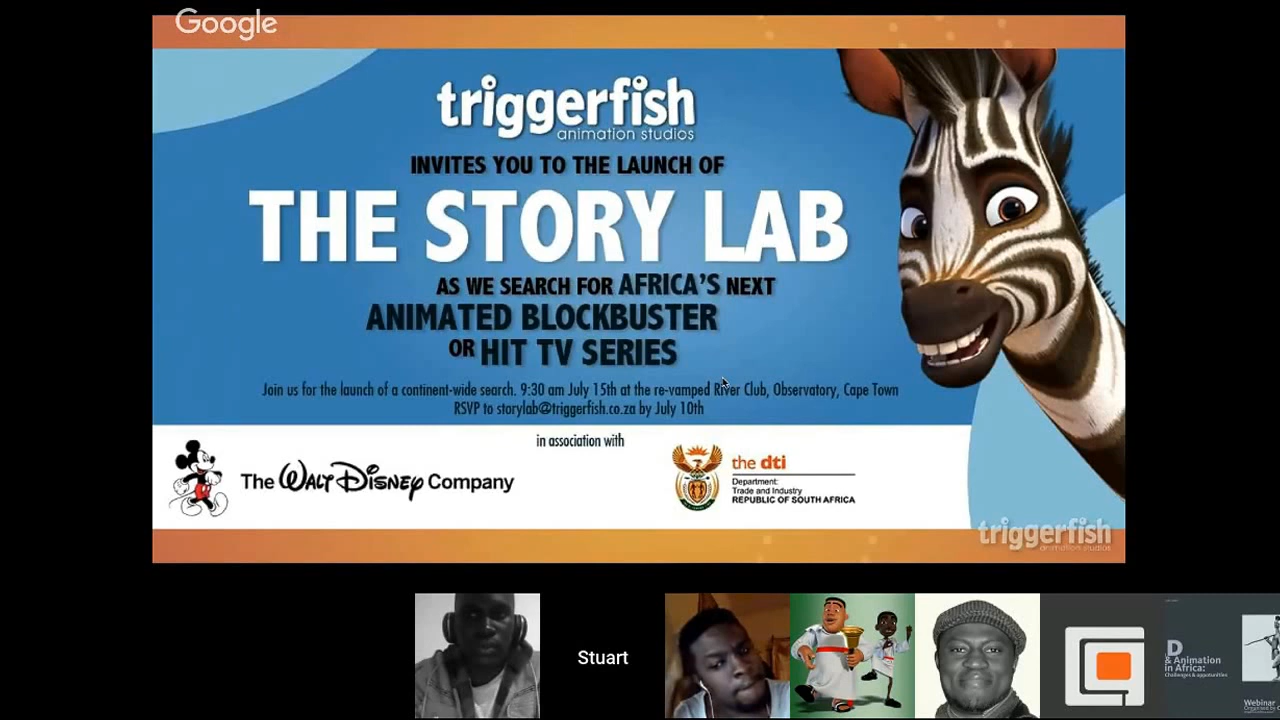 Google
triggerfish
animation studios
INVITES YOU TO THE LAUNCH OF
THE STORY LAB
AS WE SEARCH FOR AFRICA'S NEXT
ANIMATED BLOCKBUSTER
OR HIT TV SERIES
Join us for the launch of a continent-wide search. 9:30 am July 15th at the re-vamped River Club, Observatory, Cape Town
RSVP to storylab@triggerfish.co.za by July 10th
in association with
The WALT DISNEY Company
the dti
Department:
Trade and Industry
REPUBLIC OF SOUTH AFRICA
triggerfish
animation studios
Stuart
D
& Animation
in Africa:
Challenges & opportunities
Webinar